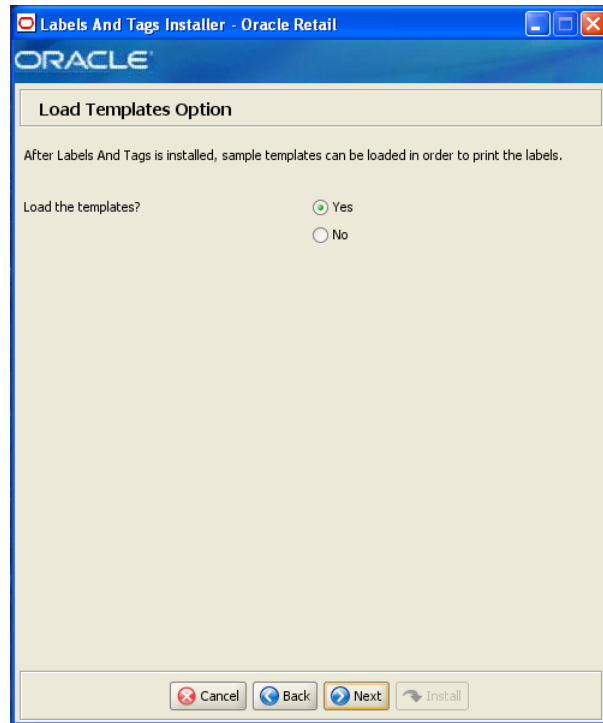 Labels And Tags Installer - Oracle Retail
ORACLE
Load Templates Option
After Labels And Tags is installed, sample templates can be loaded in order to print the labels.
Load the templates?
Yes
No
Cancel
Back
Next
Install